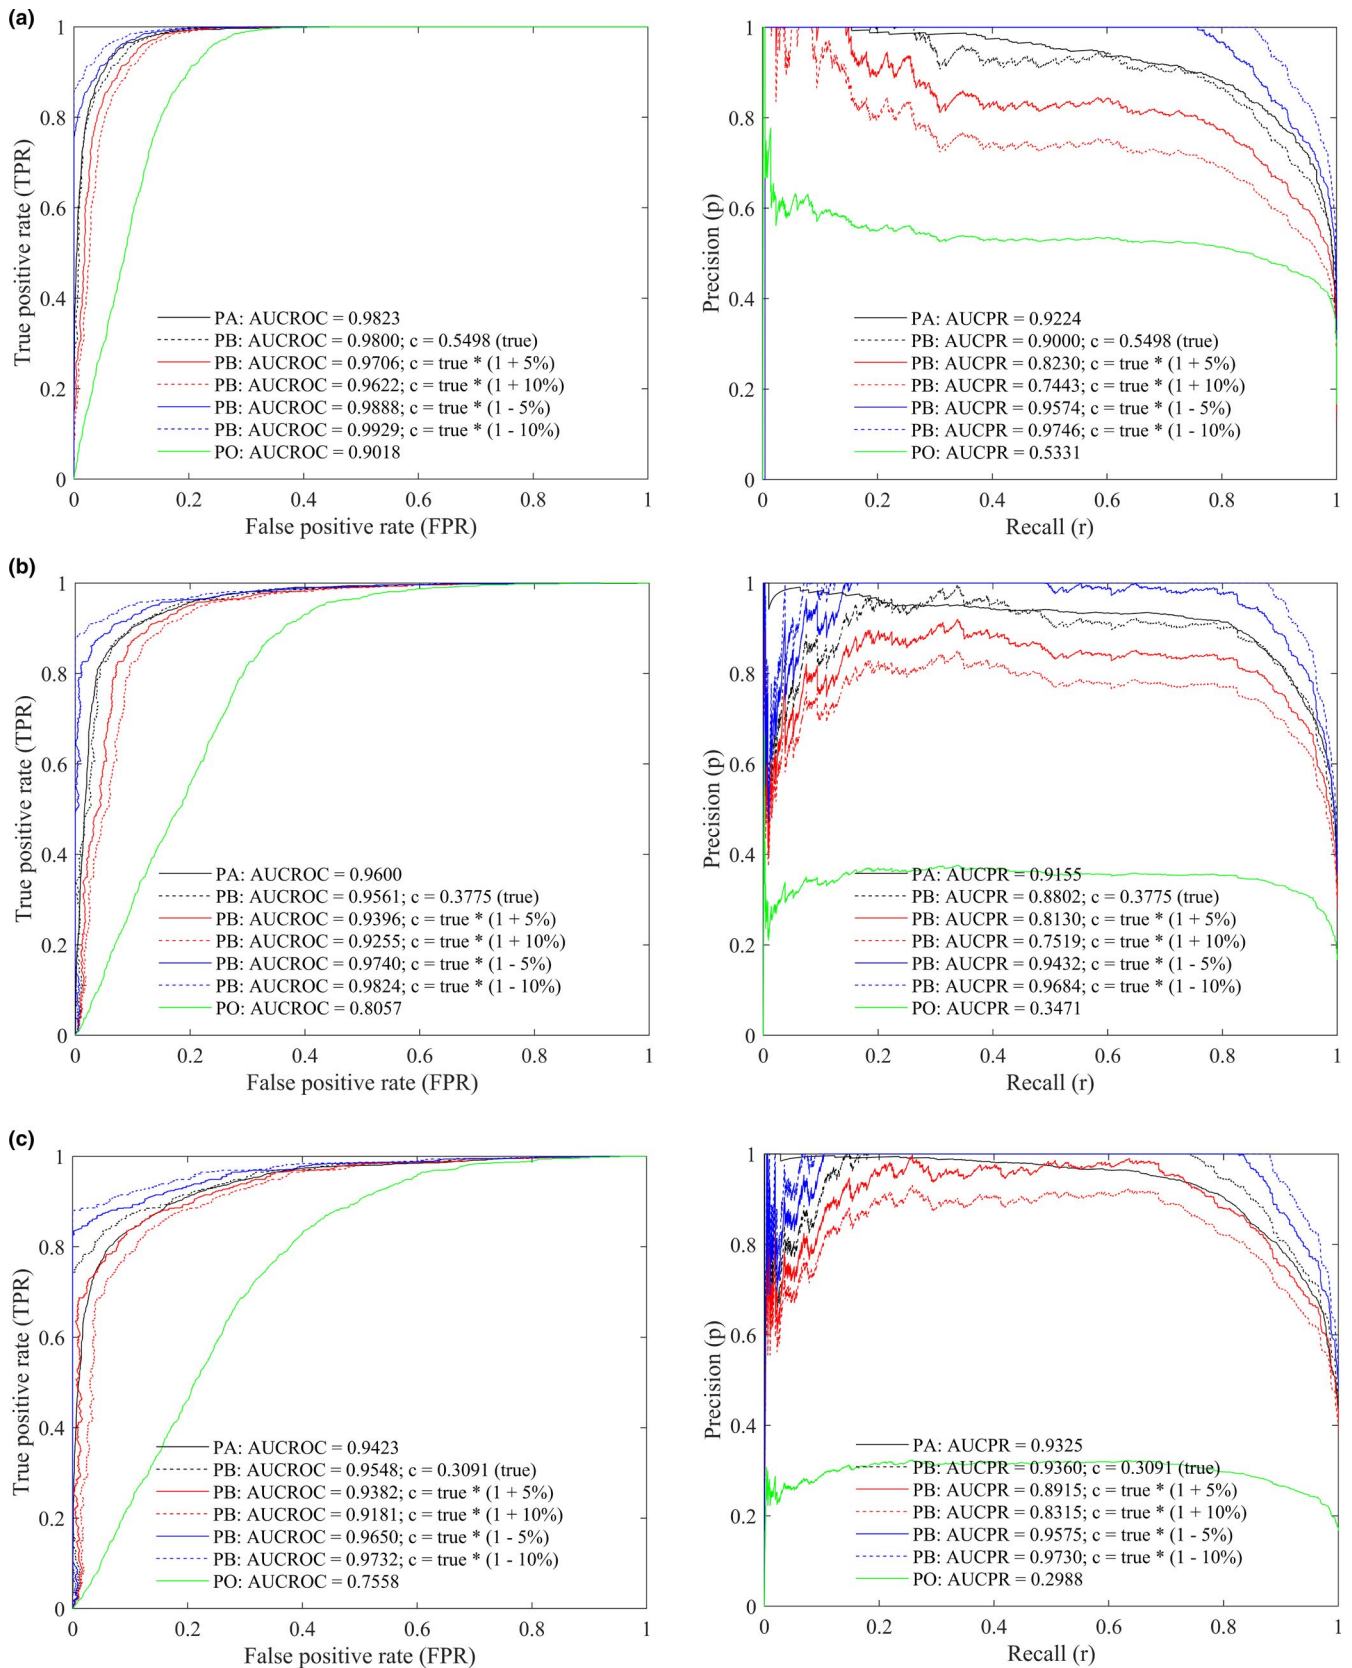 (a)
1
0.8
0.6
0.4
0.2
0
True positive rate (TPR)
PA: AUCROC = 0.9823
PB: AUCROC = 0.9800; c = 0.5498 (true)
PB: AUCROC = 0.9706; c = true * (1 + 5%)
PB: AUCROC = 0.9622; c = true * (1 + 10%)
PB: AUCROC = 0.9888; c = true * (1 - 5%)
PB: AUCROC = 0.9929; c = true * (1 - 10%)
PO: AUCROC = 0.9018
0 0.2 0.4 0.6 0.8 1
False positive rate (FPR)
1
0.8
0.6
0.4
0.2
0
Precision (p)
PA: AUCPR = 0.9224
PB: AUCPR = 0.9000; c = 0.5498 (true)
PB: AUCPR = 0.8230; c = true * (1 + 5%)
PB: AUCPR = 0.7443; c = true * (1 + 10%)
PB: AUCPR = 0.9574; c = true * (1 - 5%)
PB: AUCPR = 0.9746; c = true * (1 - 10%)
PO: AUCPR = 0.5331
0 0.2 0.4 0.6 0.8 1
Recall (r)
(b)
1
0.8
0.6
0.4
0.2
0
True positive rate (TPR)
PA: AUCROC = 0.9600
PB: AUCROC = 0.9561; c = 0.3775 (true)
PB: AUCROC = 0.9396; c = true * (1 + 5%)
PB: AUCROC = 0.9255; c = true * (1 + 10%)
PB: AUCROC = 0.9740; c = true * (1 - 5%)
PB: AUCROC = 0.9824; c = true * (1 - 10%)
PO: AUCROC = 0.8057
0 0.2 0.4 0.6 0.8 1
False positive rate (FPR)
1
0.8
0.6
0.4
0.2
0
Precision (p)
PA: AUCPR = 0.9155
PB: AUCPR = 0.8802; c = 0.3775 (true)
PB: AUCPR = 0.8130; c = true * (1 + 5%)
PB: AUCPR = 0.7519; c = true * (1 + 10%)
PB: AUCPR = 0.9432; c = true * (1 - 5%)
PB: AUCPR = 0.9684; c = true * (1 - 10%)
PO: AUCPR = 0.3471
0 0.2 0.4 0.6 0.8 1
Recall (r)
(c)
1
0.8
0.6
0.4
0.2
0
True positive rate (TPR)
PA: AUCROC = 0.9423
PB: AUCROC = 0.9548; c = 0.3091 (true)
PB: AUCROC = 0.9382; c = true * (1 + 5%)
PB: AUCROC = 0.9181; c = true * (1 + 10%)
PB: AUCROC = 0.9650; c = true * (1 - 5%)
PB: AUCROC = 0.9732; c = true * (1 - 10%)
PO: AUCROC = 0.7558
0 0.2 0.4 0.6 0.8 1
False positive rate (FPR)
1
0.8
0.6
0.4
0.2
0
Precision (p)
PA: AUCPR = 0.9325
PB: AUCPR = 0.9360; c = 0.3091 (true)
PB: AUCPR = 0.8915; c = true * (1 + 5%)
PB: AUCPR = 0.8315; c = true * (1 + 10%)
PB: AUCPR = 0.9575; c = true * (1 - 5%)
PB: AUCPR = 0.9730; c = true * (1 - 10%)
PO: AUCPR = 0.2988
0 0.2 0.4 0.6 0.8 1
Recall (r)